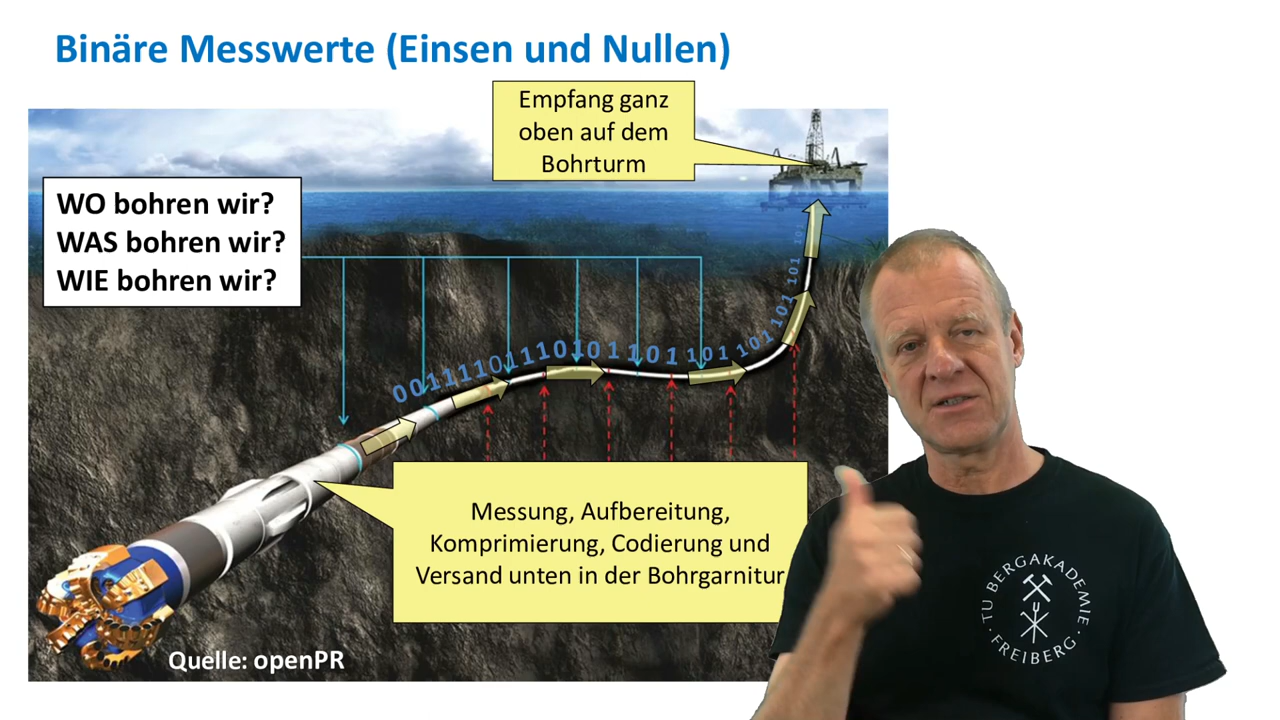 Binäre Messwerte (Einsen und Nullen)
Empfang ganz
oben auf dem
Bohrturm
WO bohren wir?
WAS bohren wir?
WIE bohren wir?
001111011101011011011011011101101
Messung, Aufbereitung,
Komprimierung, Codierung und
Versand unten in der Bohrgarnitur
Quelle: openPR
TU BERGAKADEMIE
· FREIBERG ·